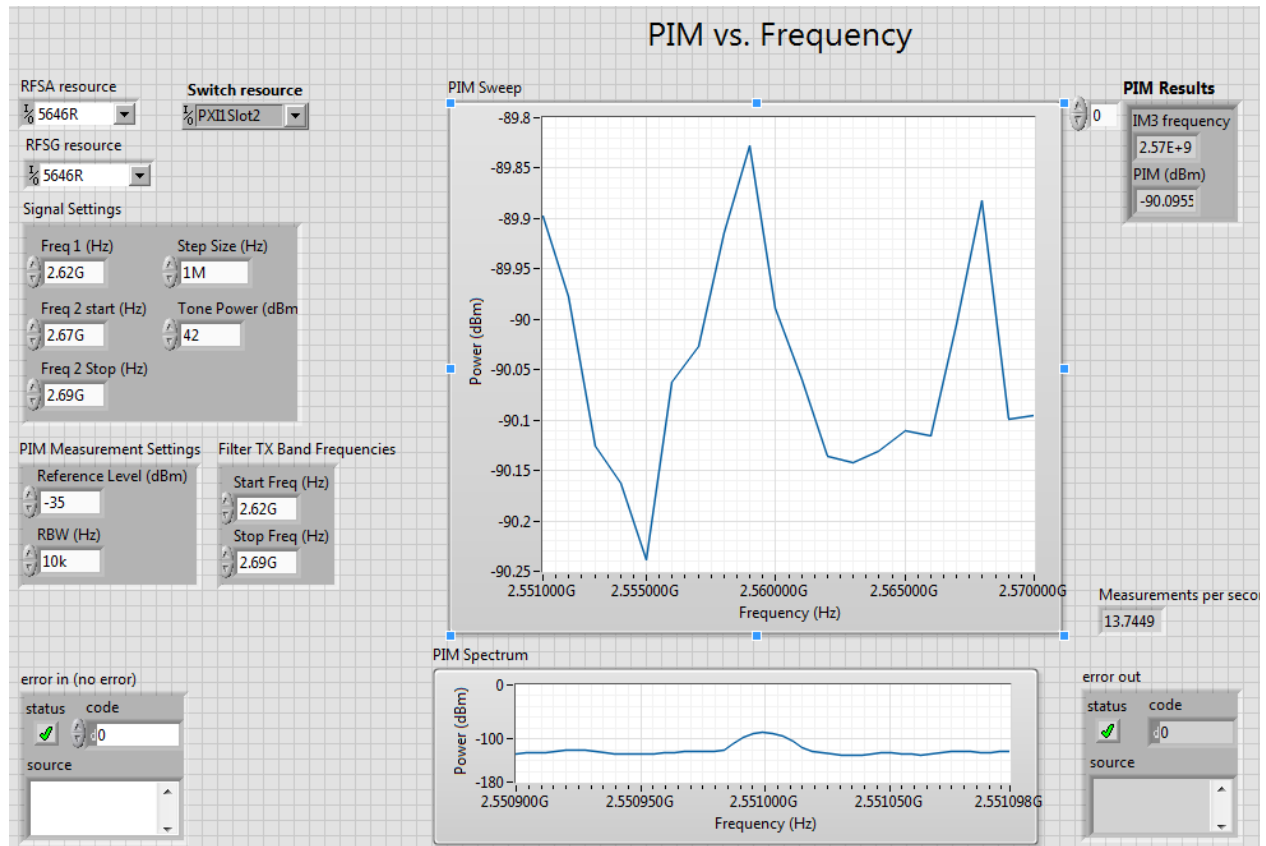 PIM vs. Frequency
RFSA resource
5646R
Switch resource
PXI1Slot2
RFSG resource
5646R
Signal Settings
Freq 1 (Hz)
2.62G
Step Size (Hz)
1M
Freq 2 start (Hz)
2.67G
Tone Power (dBm
42
Freq 2 Stop (Hz)
2.69G
PIM Measurement Settings
Reference Level (dBm)
-35
RBW (Hz)
10k
Filter TX Band Frequencies
Start Freq (Hz)
2.62G
Stop Freq (Hz)
2.69G
PIM Sweep
Power (dBm)
-89.8
-89.85
-89.9
-89.95
-90
-90.05
-90.1
-90.15
-90.2
-90.25
2.551000G 2.555000G 2.560000G 2.565000G 2.570000G
Frequency (Hz)
0
PIM Results
IM3 frequency
2.57E+9
PIM (dBm)
-90.0955
Measurements per secor
13.7449
error in (no error)
status code
d0
source
PIM Spectrum
Power (dBm)
0
-100
-180
2.550900G 2.550950G 2.551000G 2.551050G 2.551098G
Frequency (Hz)
error out
status code
d0
source